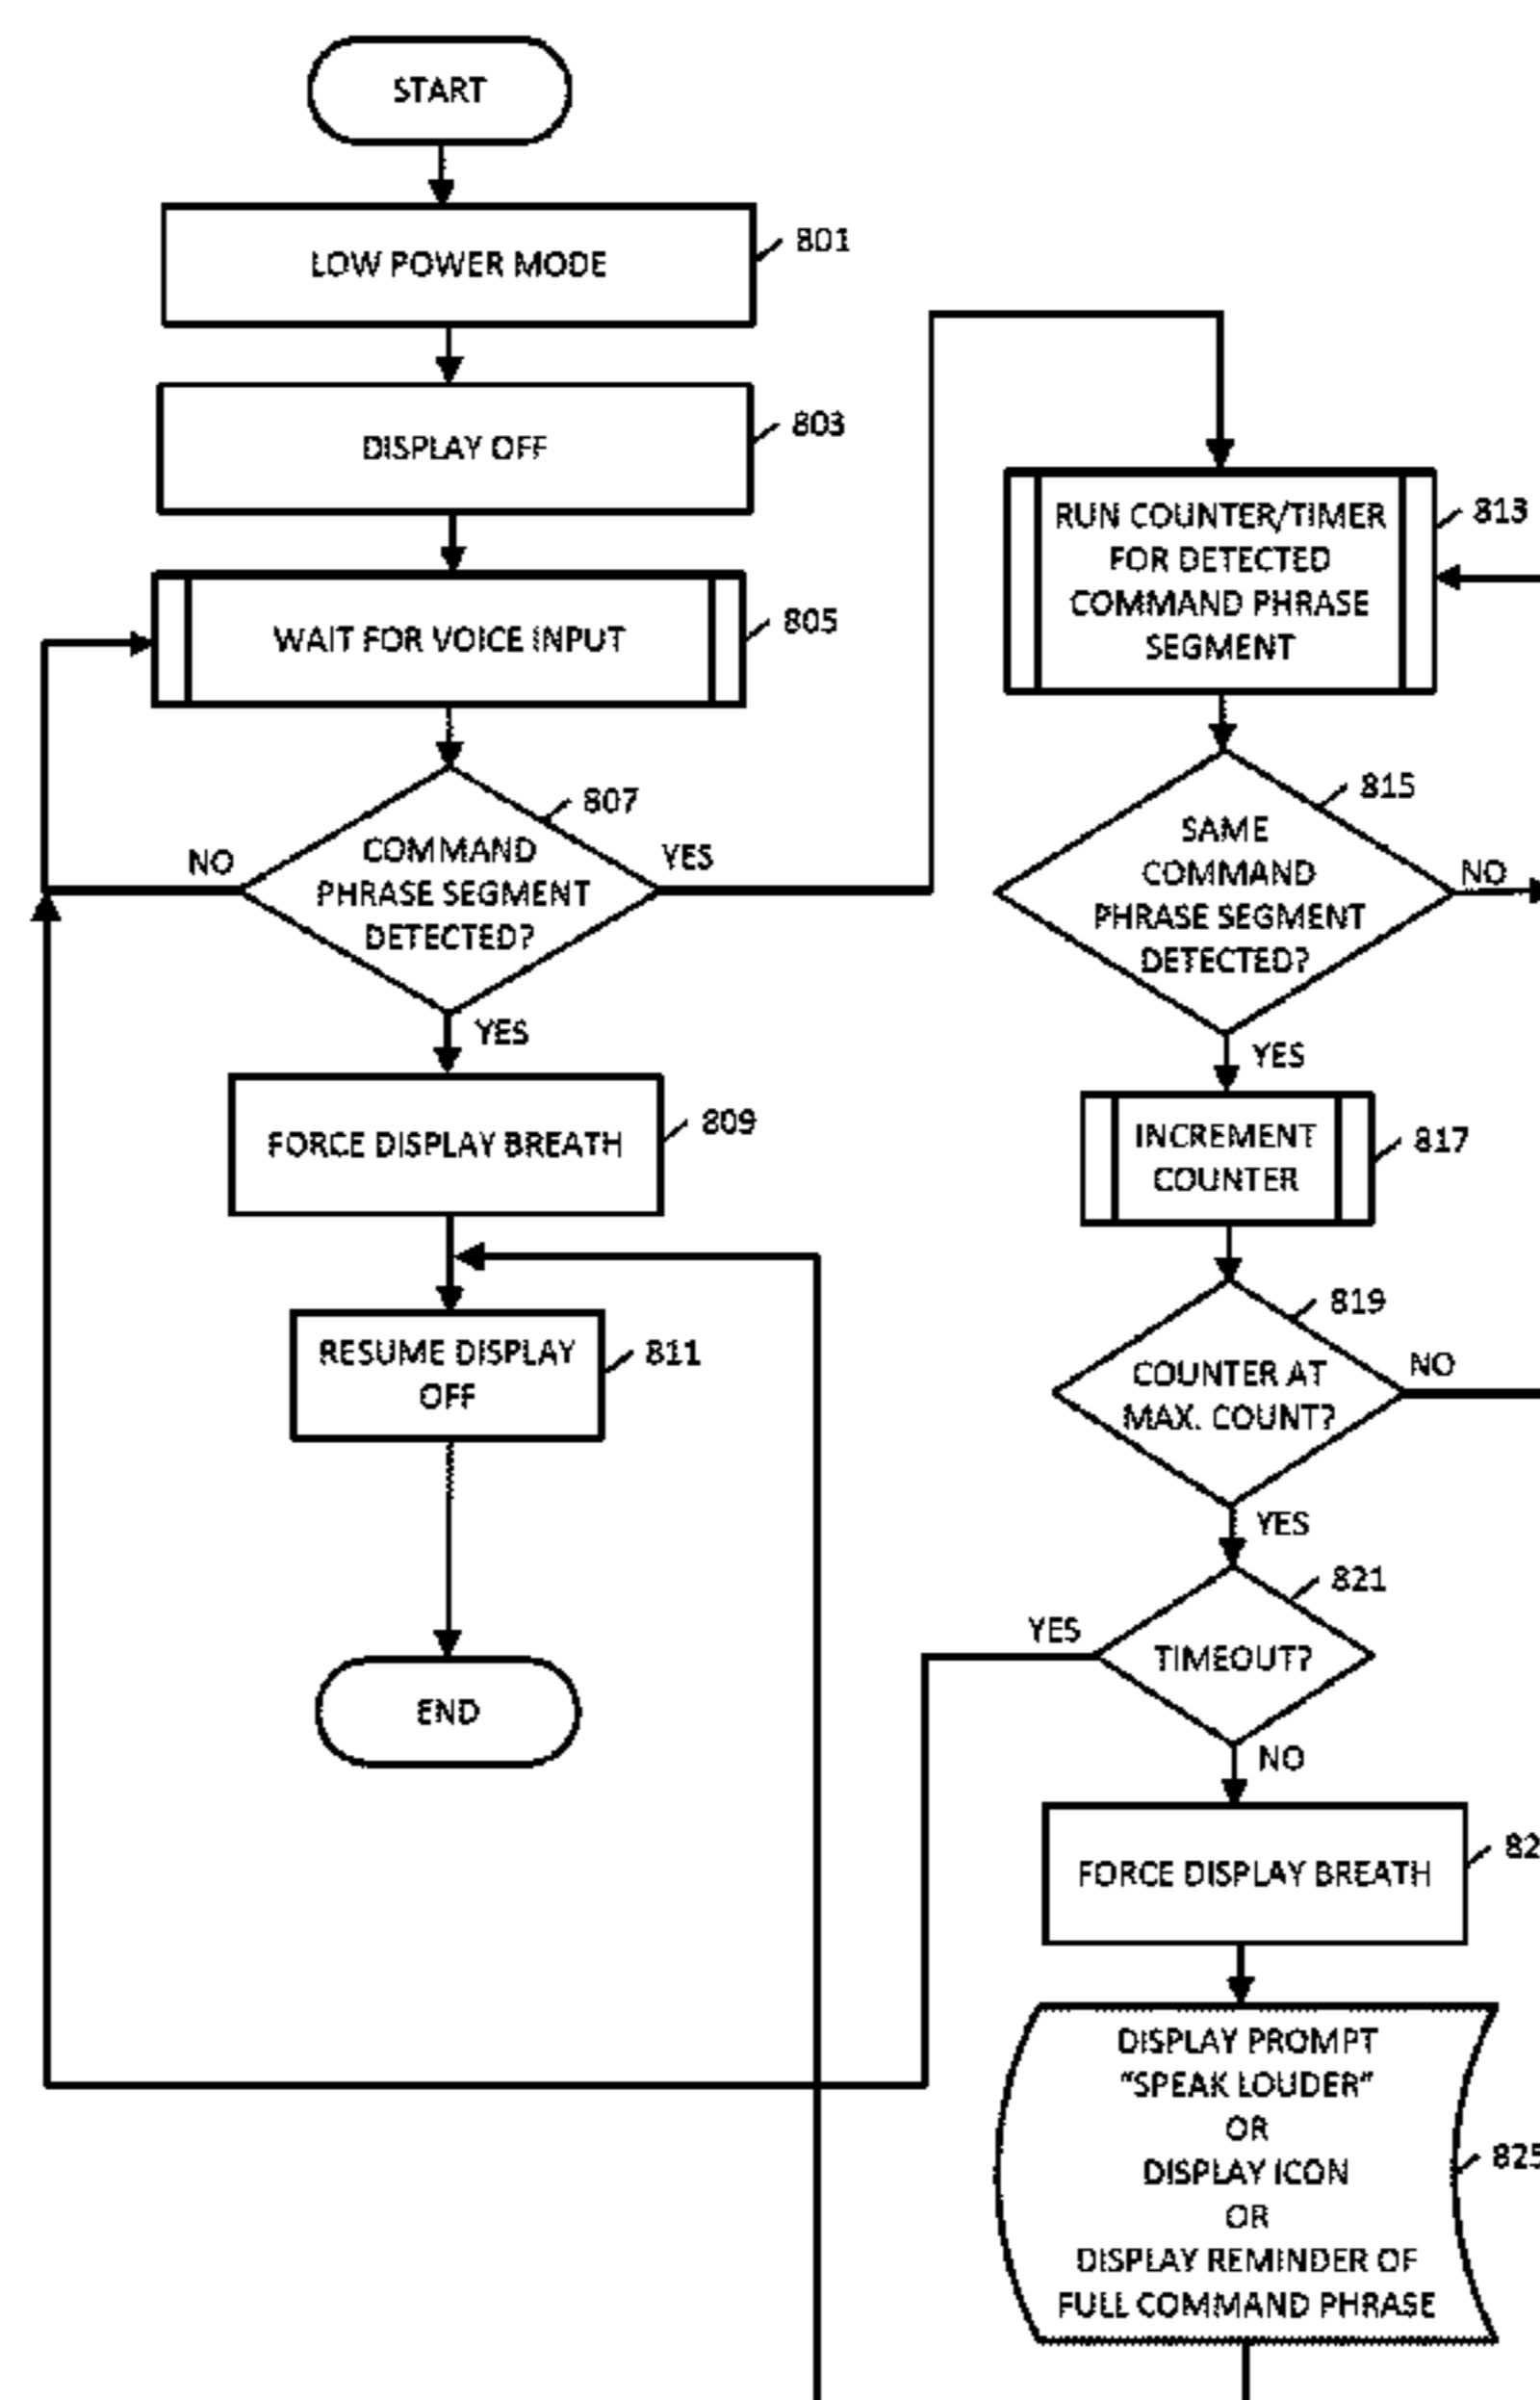 START
LOW POWER MODE
801
DISPLAY OFF
803
WAIT FOR VOICE INPUT
805
807
COMMAND
PHRASE SEGMENT
DETECTED?
NO
YES
YES
FORCE DISPLAY BREATH
809
RESUME DISPLAY
OFF
811
END
RUN COUNTER/TIMER
FOR DETECTED
COMMAND PHRASE
SEGMENT
813
815
SAME
COMMAND
PHRASE SEGMENT
DETECTED?
NO
YES
INCREMENT
COUNTER
817
819
COUNTER AT
MAX. COUNT?
NO
YES
821
YES
TIMEOUT?
NO
FORCE DISPLAY BREATH
82
DISPLAY PROMPT
"SPEAK LOUDER"
OR
DISPLAY ICON
OR
DISPLAY REMINDER OF
FULL COMMAND PHRASE
825